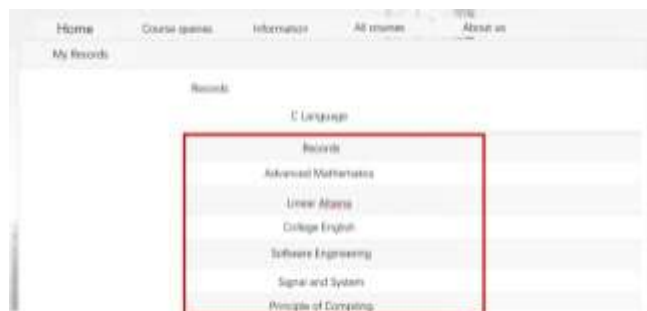 Home Course queries Information All courses About us
My Records
Records
C Language
Records
Advanced Mathematics
Linear
College English
Software Engineering
Signal and System
Principle of Computing